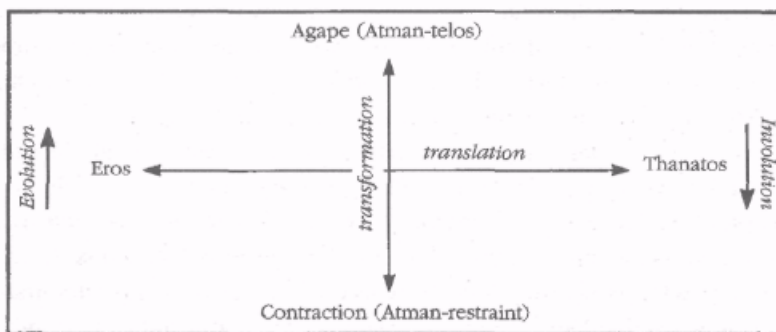 Agape (Atman-telos)
Evolution
Eros
transformation
translation
Thanatos
Involution
Contraction (Atman-restraint)